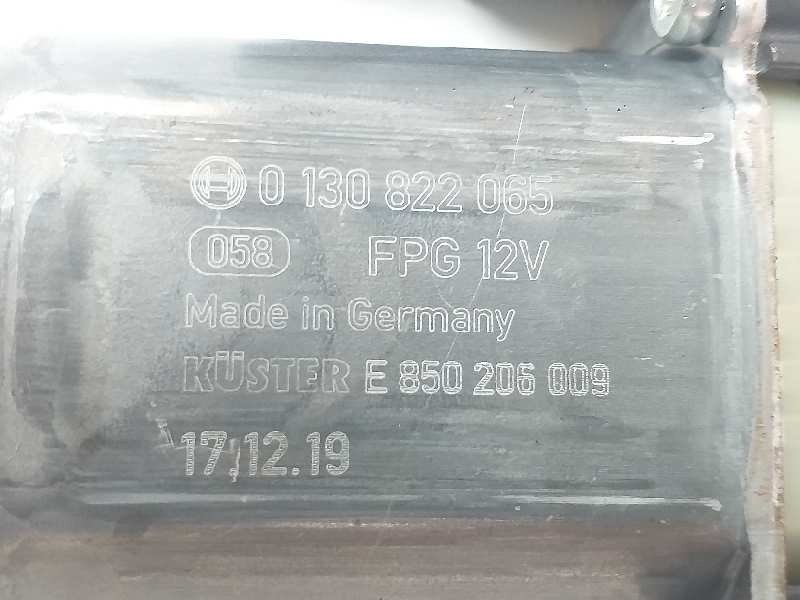 0 130 822 065
058 FPG 12V
Made in Germany
KÜSTER E 850 206 009
17.12.19